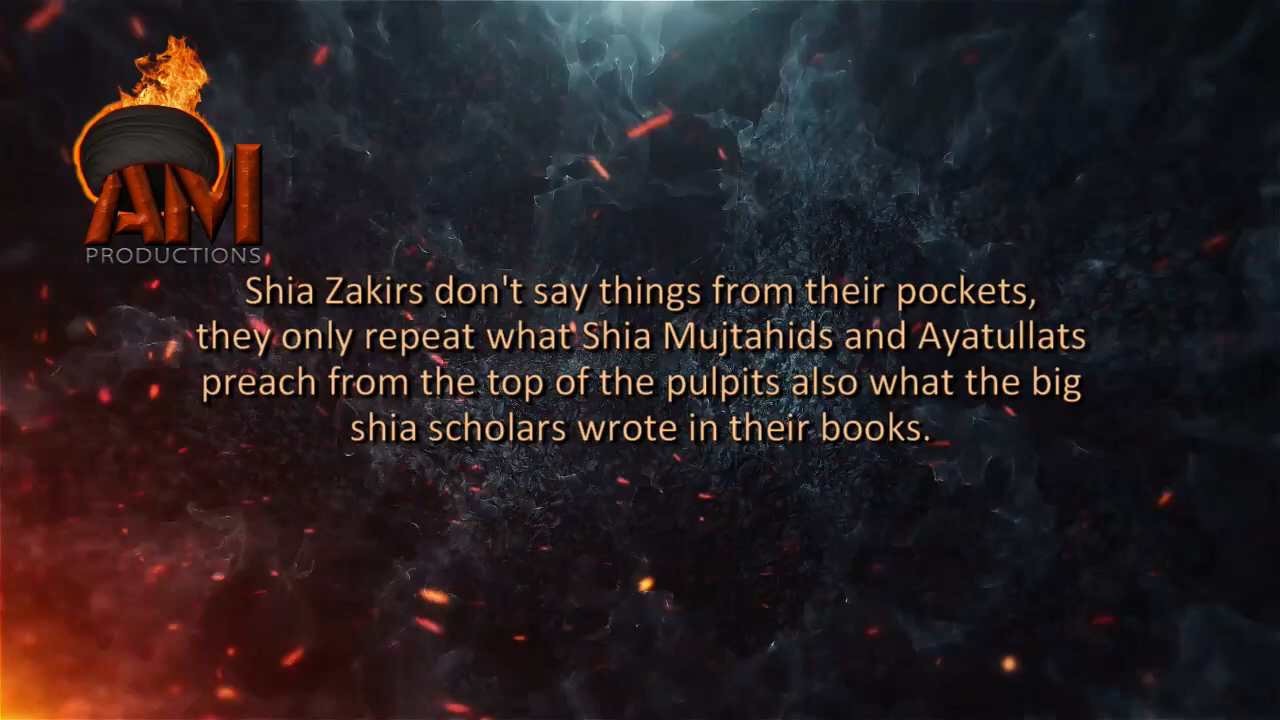 AM
PRODUCTIONS
Shia Zakirs don't say things from their pockets,
they only repeat what Shia Mujtahids and Ayatullats
preach from the top of the pulpits also what the big
shia scholars wrote in their books.